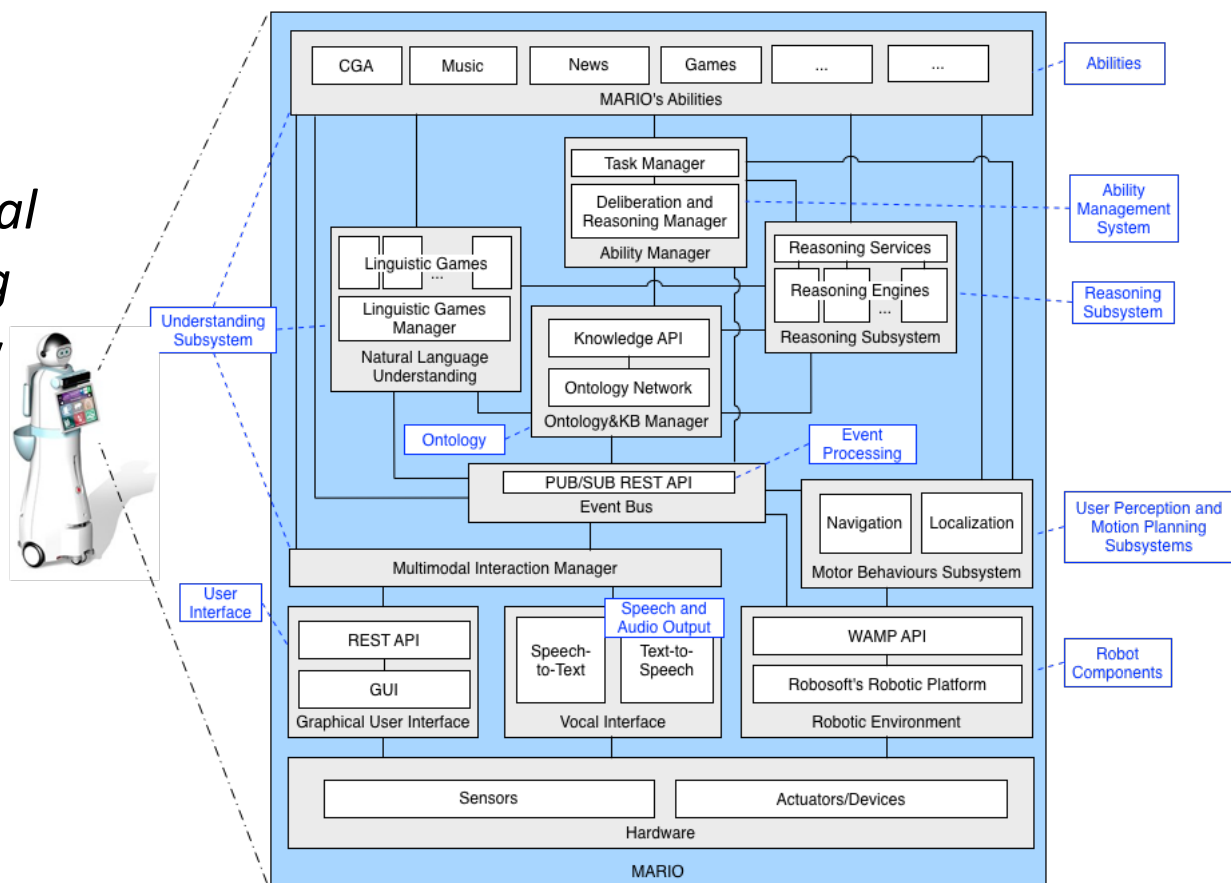 CGA
Music
News
Games
...
...
MARIO's Abilities
Abilities
Task Manager
Deliberation and
Reasoning Manager
Ability Manager
Ability
Management
System
Linguistic Games
...
Linguistic Games
Manager
Natural Language
Understanding
Understanding
Subsystem
Reasoning Services
Reasoning Engines
...
Reasoning Subsystem
Reasoning
Subsystem
Knowledge API
Ontology Network
Ontology&KB Manager
Ontology
Event
Processing
PUB/SUB REST API
Event Bus
Navigation
Localization
Motor Behaviours Subsystem
User Perception and
Motion Planning
Subsystems
Multimodal Interaction Manager
User
Interface
REST API
GUI
Graphical User Interface
Speech and
Audio Output
Speech-
to-Text
Text-to-
Speech
Vocal Interface
WAMP API
Robosoft's Robotic Platform
Robotic Environment
Robot
Components
Sensors
Actuators/Devices
Hardware
MARIO